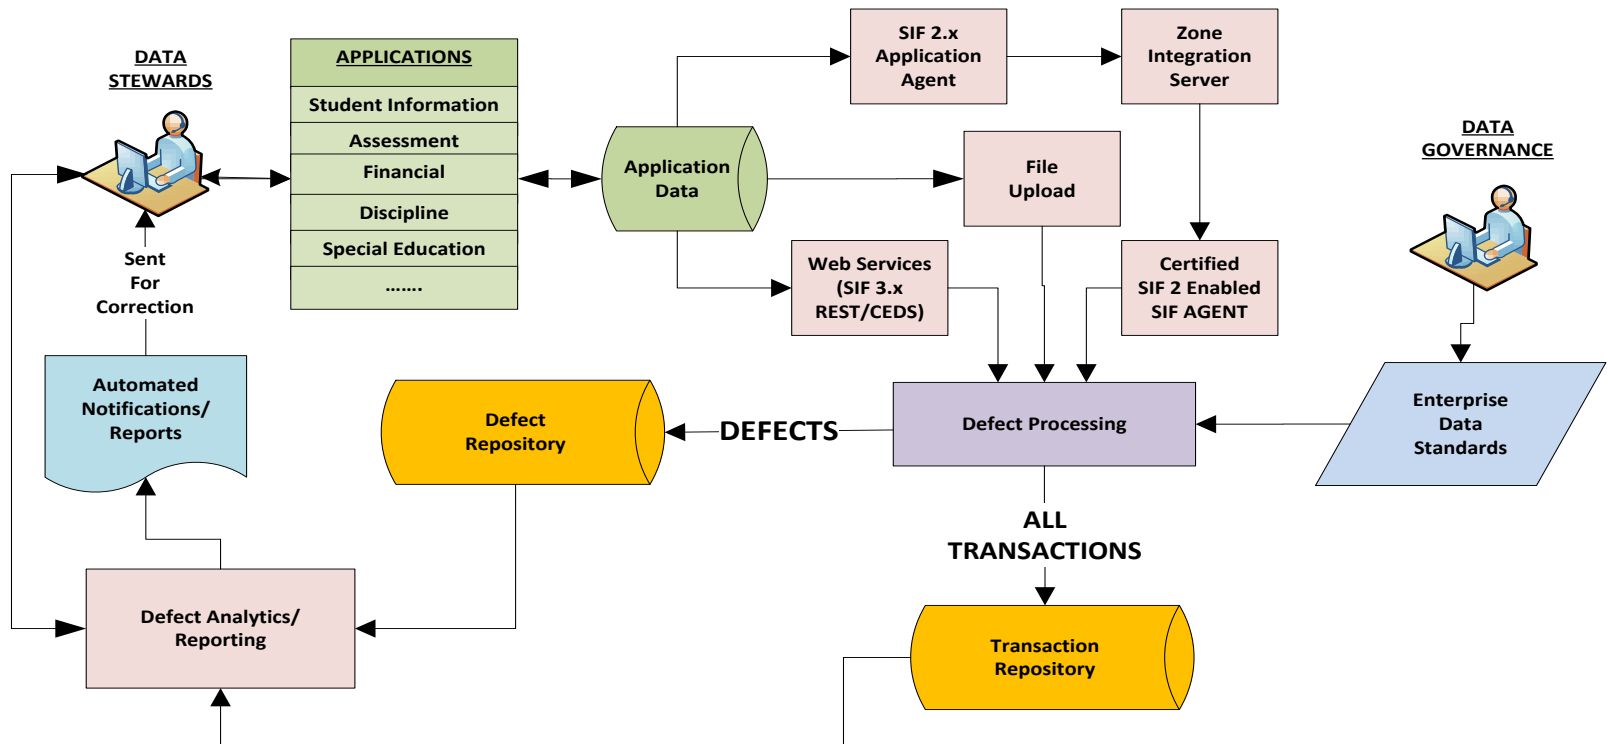 DATA
STEWARDS
APPLICATIONS
Student Information
Assessment
Financial
Discipline
Special Education
…….
Application
Data
SIF 2.x
Application
Agent
Zone
Integration
Server
File
Upload
Web Services
(SIF 3.x
REST/CEDS)
Certified
SIF 2 Enabled
SIF AGENT
DATA
GOVERNANCE
Sent
For
Correction
Automated
Notifications/
Reports
Defect
Repository
DEFECTS
Defect Processing
Enterprise
Data
Standards
ALL
TRANSACTIONS
Defect Analytics/
Reporting
Transaction
Repository